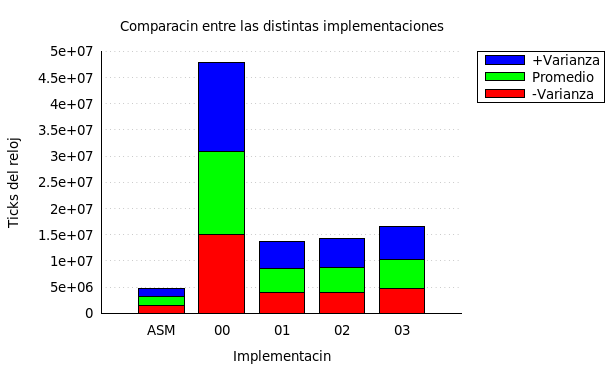 Comparacin entre las distintas implementaciones
5e+07
4.5e+07
4e+07
3.5e+07
3e+07
2.5e+07
2e+07
1.5e+07
1e+07
5e+06
0
Ticks del reloj
ASM 00 01 02 03
Implementacin
+Varianza
Promedio
-Varianza